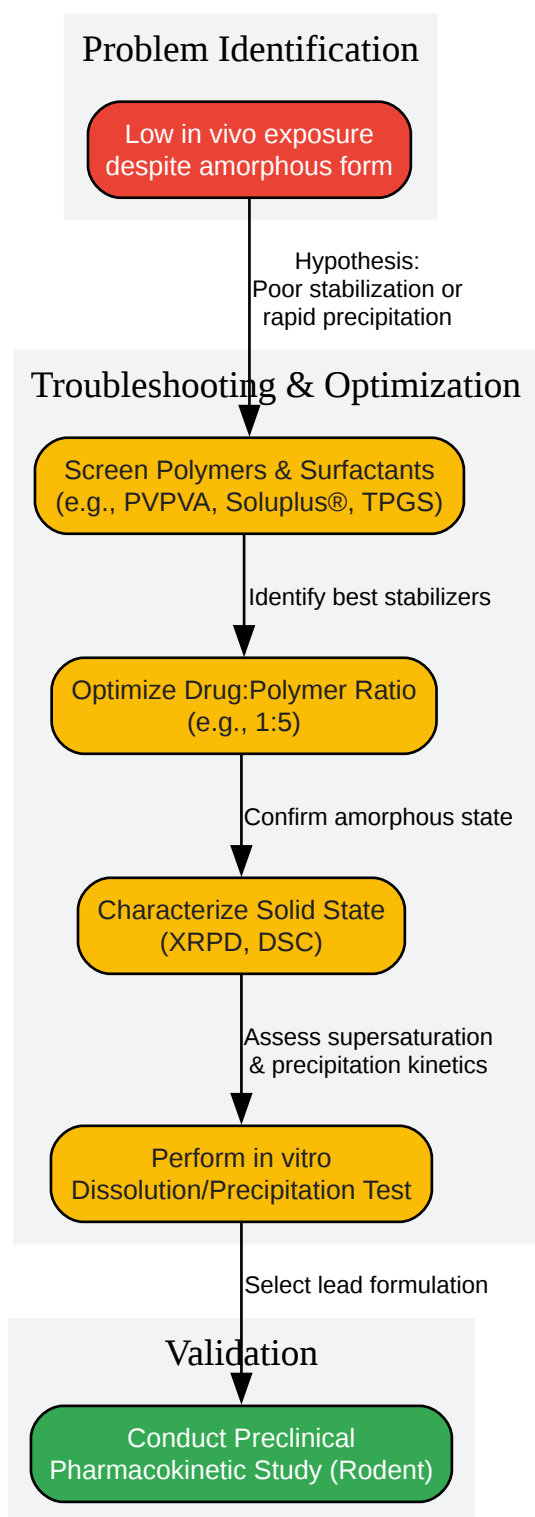 Problem Identification
Low in vivo exposure
despite amorphous form
Hypothesis:
Poor stabilization or
rapid precipitation
Troubleshooting & Optimization
Screen Polymers & Surfactants
(e.g., PVPVA, Soluplus®, TPGS)
Identify best stabilizers
Optimize Drug:Polymer Ratio
(e.g., 1:5)
Confirm amorphous state
Characterize Solid State
(XRPD, DSC)
Assess supersaturation
& precipitation kinetics
Perform in vitro
Dissolution/Precipitation Test
Select lead formulation
Validation
Conduct Preclinical
Pharmacokinetic Study (Rodent)